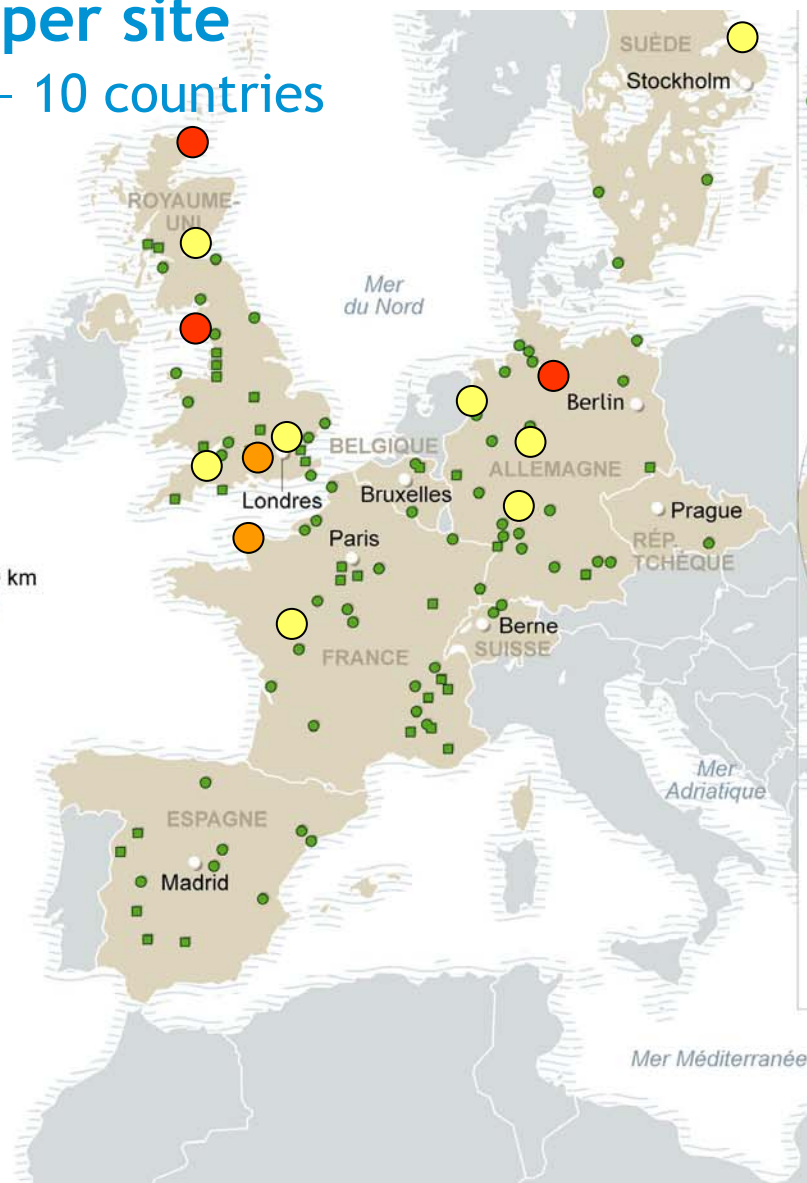 per site
– 10 countries
SUÈDE
Stockholm
ROYAUME-
UNI
Mer
du Nord
Berlin
BELGIQUE
ALLEMAGNE
Londres
Bruxelles
Prague
Paris
RÉP.
TCHÈQUE
km
Berne
SUISSE
FRANCE
Mer
Adriatique
ESPAGNE
Madrid
Mer Méditerranée